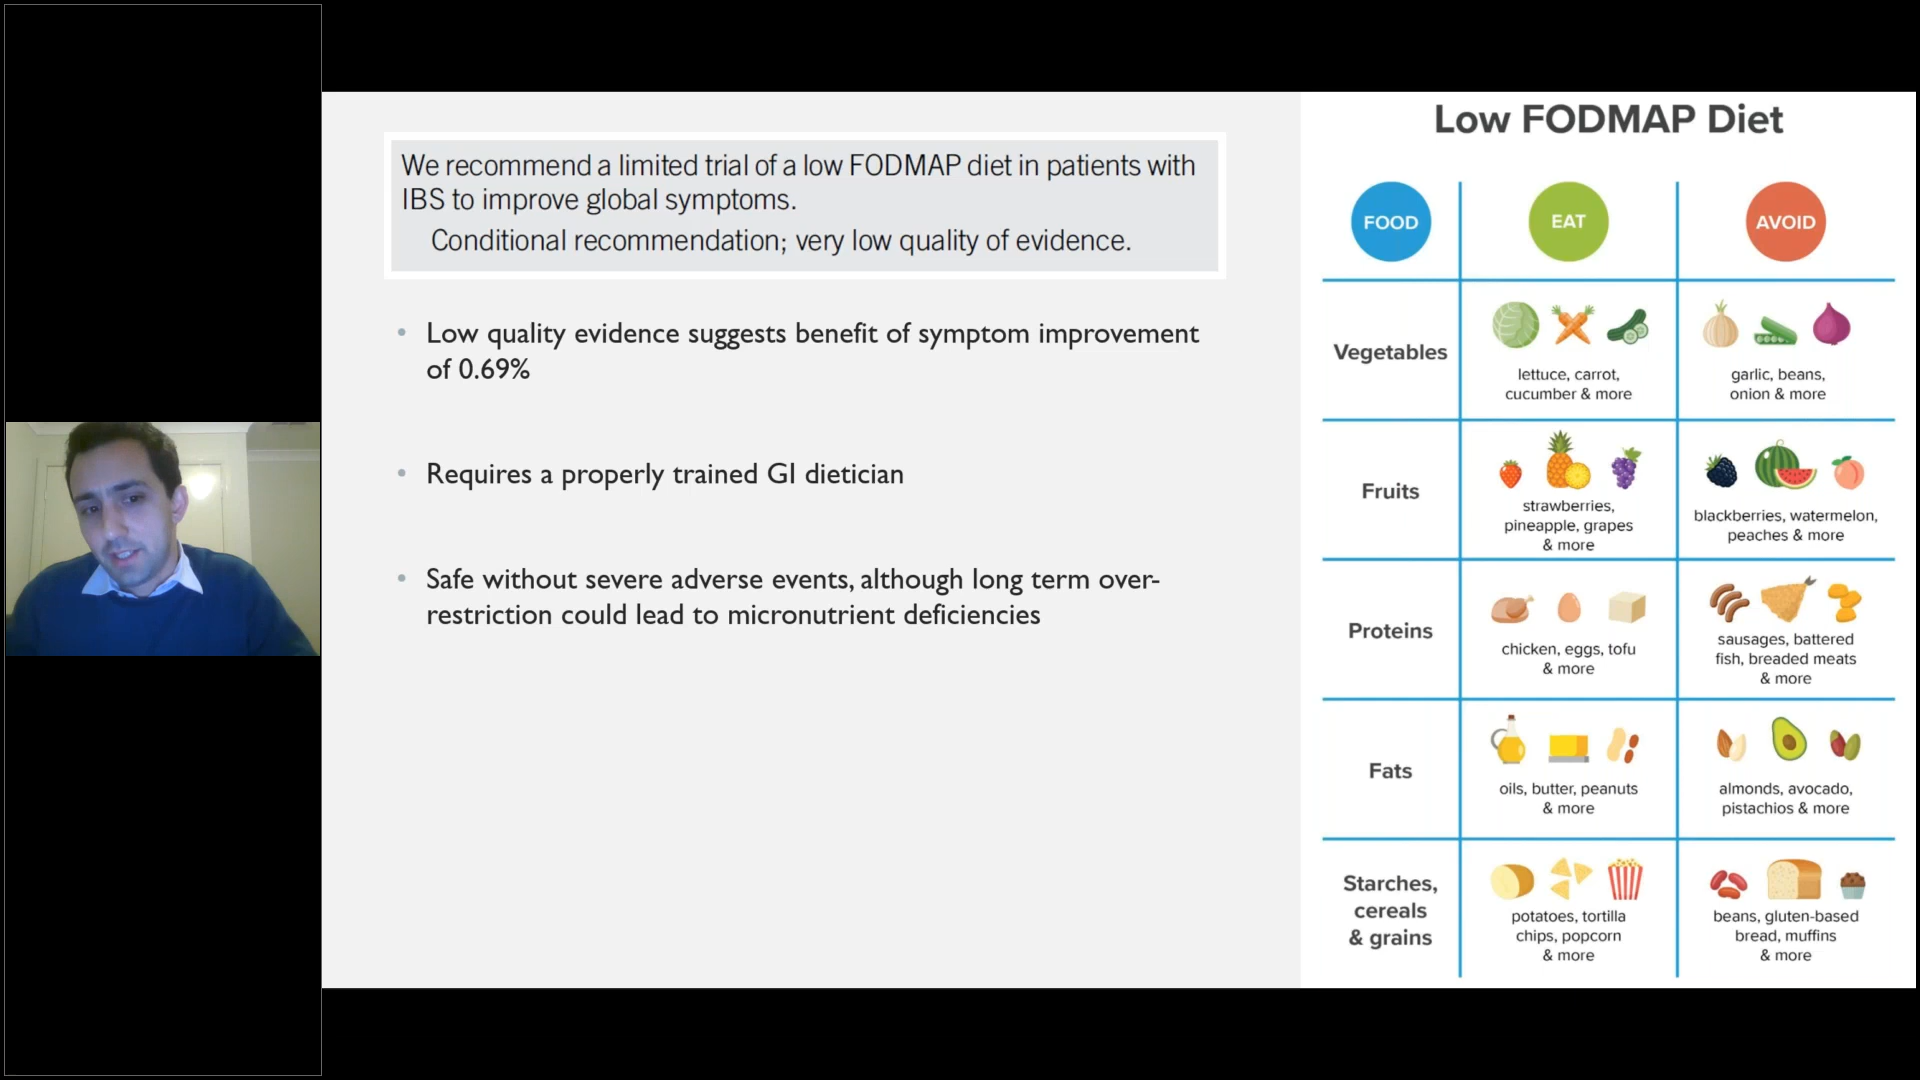 We recommend a limited trial of a low FODMAP diet in patients with
IBS to improve global symptoms.
Conditional recommendation; very low quality of evidence.
• Low quality evidence suggests benefit of symptom improvement
of 0.69%
• Requires a properly trained GI dietician
• Safe without severe adverse events, although long term over-
restriction could lead to micronutrient deficiencies
Low FODMAP Diet
FOOD
EAT
AVOID
Vegetables
lettuce, carrot,
cucumber & more
garlic, beans,
onion & more
Fruits
strawberries,
pineapple, grapes
& more
blackberries, watermelon,
peaches & more
Proteins
chicken, eggs, tofu
& more
sausages, battered
fish, breaded meats
& more
Fats
oils, butter, peanuts
& more
almonds, avocado,
pistachios & more
Starches,
cereals
& grains
potatoes, tortilla
chips, popcorn
& more
beans, gluten-based
bread, muffins
& more